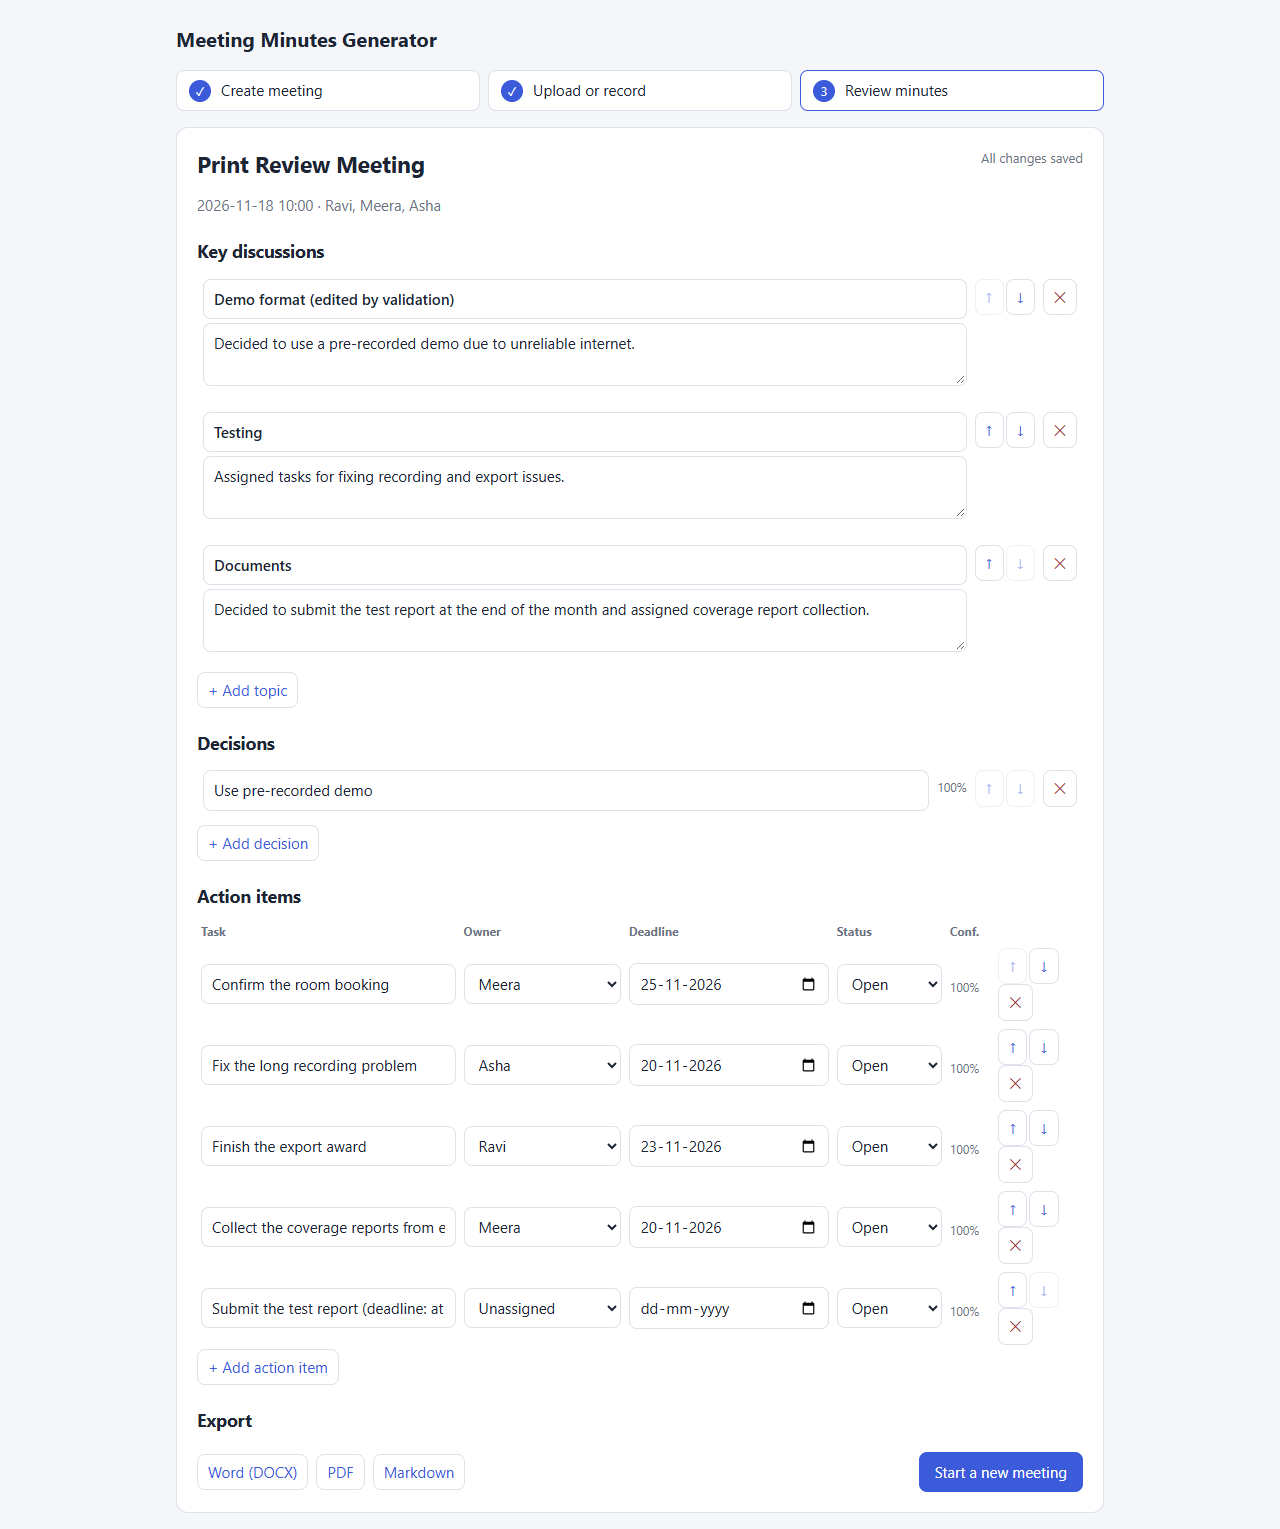 Meeting Minutes Generator
✓ Create meeting
✓ Upload or record
3 Review minutes
Print Review Meeting
All changes saved
2026-11-18 10:00 · Ravi, Meera, Asha
Key discussions
Demo format (edited by validation) ↑ ↓ ×
Decided to use a pre-recorded demo due to unreliable internet.
Testing ↑ ↓ ×
Assigned tasks for fixing recording and export issues.
Documents ↑ ↓ ×
Decided to submit the test report at the end of the month and assigned coverage report collection.
+ Add topic
Decisions
Use pre-recorded demo 100% ↑ ↓ ×
+ Add decision
Action items
Task Owner Deadline Status Conf.
Confirm the room booking Meera 25-11-2026 Open 100% ↑ ↓ ×
Fix the long recording problem Asha 20-11-2026 Open 100% ↑ ↓ ×
Finish the export award Ravi 23-11-2026 Open 100% ↑ ↓ ×
Collect the coverage reports from e Meera 20-11-2026 Open 100% ↑ ↓ ×
Submit the test report (deadline: at Unassigned dd-mm-yyyy Open 100% ↑ ↓ ×
+ Add action item
Export
Word (DOCX) PDF Markdown Start a new meeting